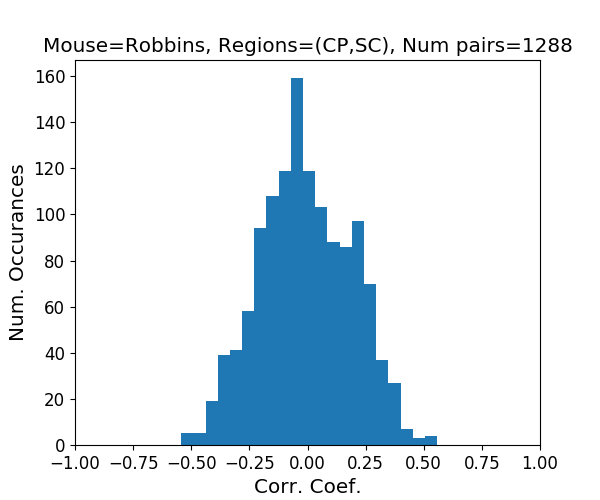 Mouse=Robbins, Regions=(CP,SC), Num pairs=1288
160
140
120
100
80
60
40
20
0
Num. Occurances
−1.00 −0.75 −0.50 −0.25 0.00 0.25 0.50 0.75 1.00
Corr. Coef.